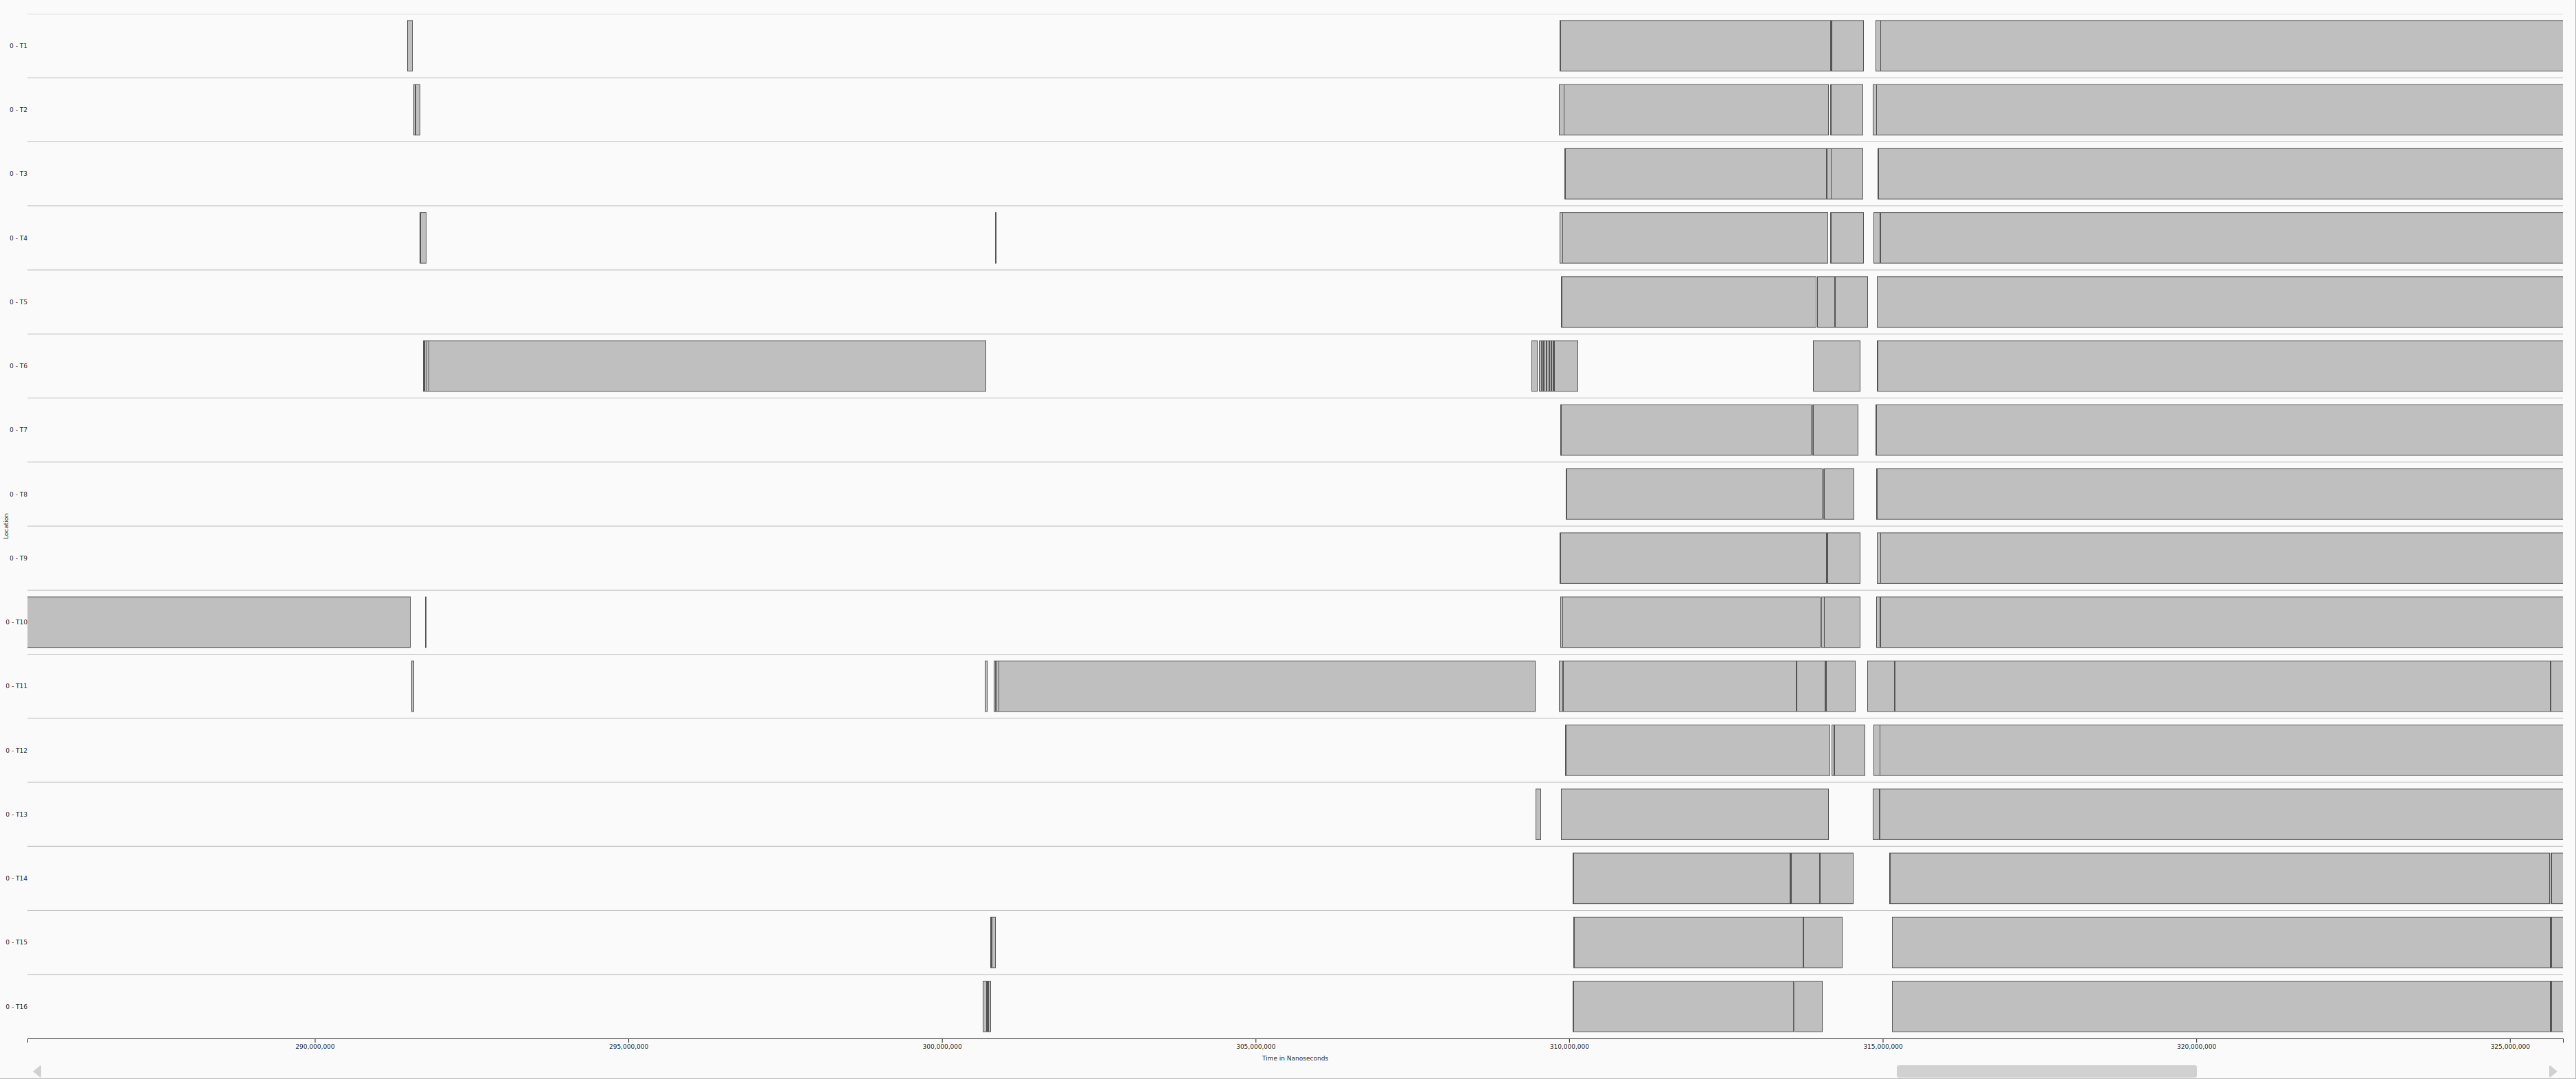 0 - T1
0 - T2
0 - T3
0 - T4
0 - T5
0 - T6
0 - T7
0 - T8
0 - T9
0 - T10
0 - T11
0 - T12
0 - T13
0 - T14
0 - T15
0 - T16
Location
290,000,000 295,000,000 300,000,000 305,000,000 310,000,000 315,000,000 320,000,000 325,000,000
Time in Nanoseconds